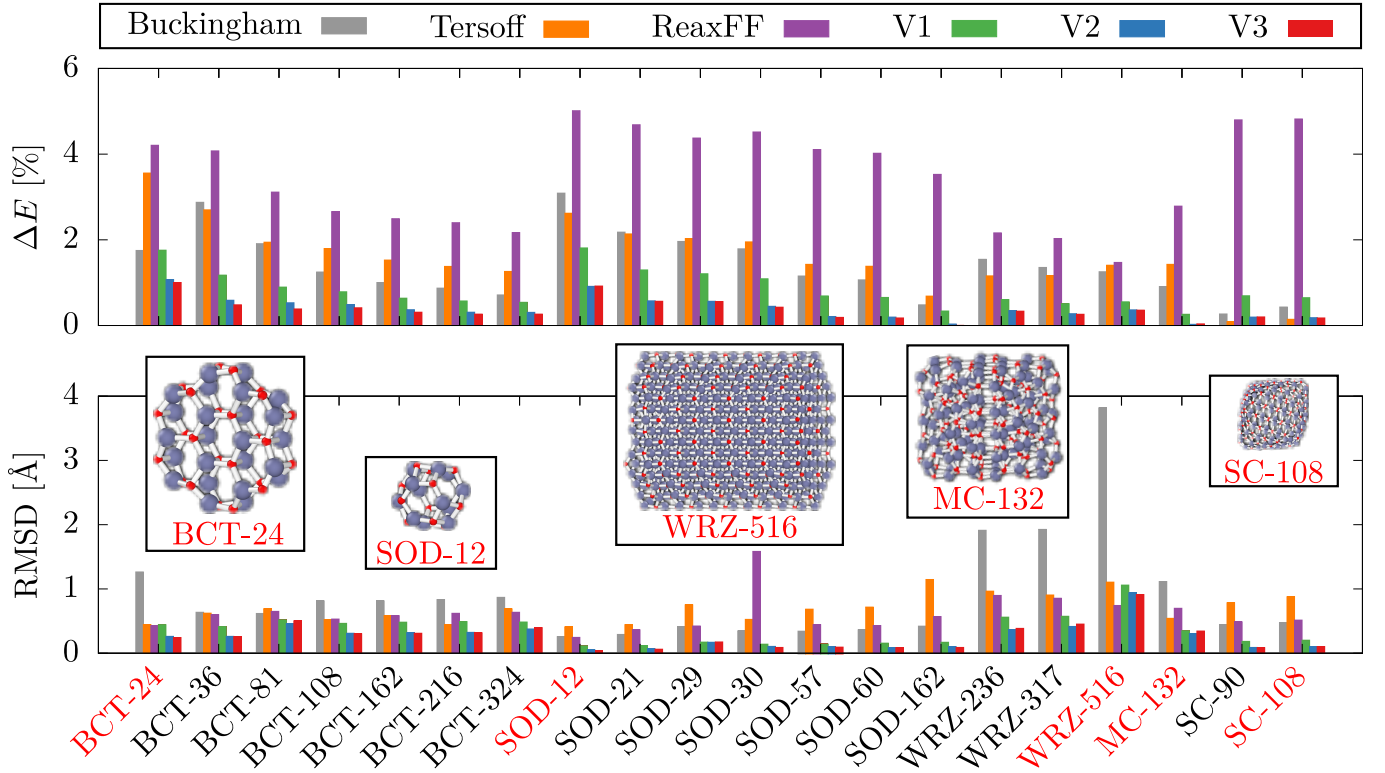 Buckingham Tersoff ReaxFF V1 V2 V3
6
4
2
0
ΔE [%]
4
3
2
1
0
RMSD [Å]
BCT-24
SOD-12
WRZ-516
MC-132
SC-108
BCT-24
BCT-36
BCT-81
BCT-108
BCT-162
BCT-216
BCT-324
SOD-12
SOD-21
SOD-29
SOD-30
SOD-57
SOD-60
SOD-162
WRZ-236
WRZ-317
WRZ-516
MC-132
SC-90
SC-108